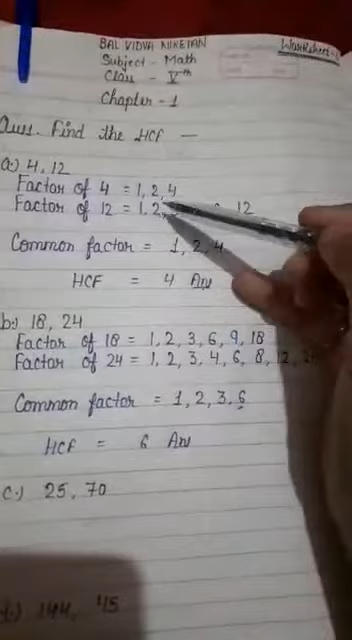 BAL VIDYA NIKETAN
Worksheet-
Subject - Math
Class - Vth
Chapter - 1
Ques. Find the HCF —
a.) 4, 12
Factor of 4 = 1, 2, 4
Factor of 12 = 1, 2, 12
Common factor = 1, 2, 4
HCF = 4 Ans
b.) 18, 24
Factor of 18 = 1, 2, 3, 6, 9, 18
Factor of 24 = 1, 2, 3, 4, 6, 8, 12,
Common factor = 1, 2, 3, 6
HCF = 6 Ans
c.) 25, 70
144, 45